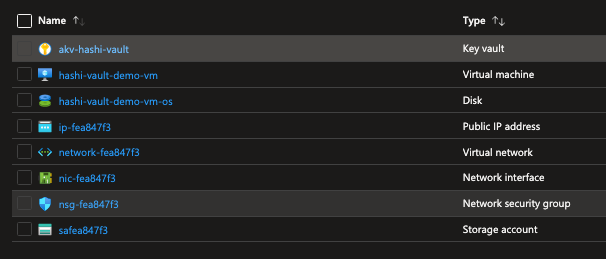 Name Type
akv-hashi-vault Key vault
hashi-vault-demo-vm Virtual machine
hashi-vault-demo-vm-os Disk
ip-fea847f3 Public IP address
network-fea847f3 Virtual network
nic-fea847f3 Network interface
nsg-fea847f3 Network security group
safea847f3 Storage account